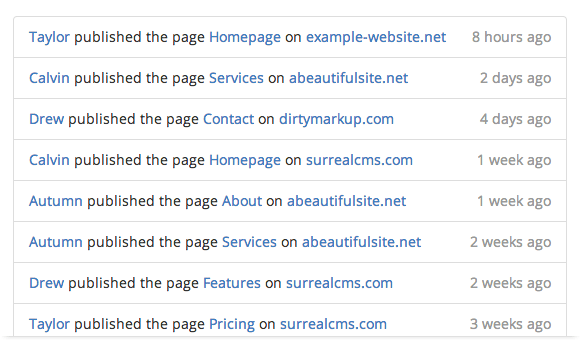 Taylor published the page Homepage on example-website.net 8 hours ago
Calvin published the page Services on abeautifulsite.net 2 days ago
Drew published the page Contact on dirtymarkup.com 4 days ago
Calvin published the page Homepage on surrealcms.com 1 week ago
Autumn published the page About on abeautifulsite.net 1 week ago
Autumn published the page Services on abeautifulsite.net 2 weeks ago
Drew published the page Features on surrealcms.com 2 weeks ago
Taylor published the page Pricing on surrealcms.com 3 weeks ago